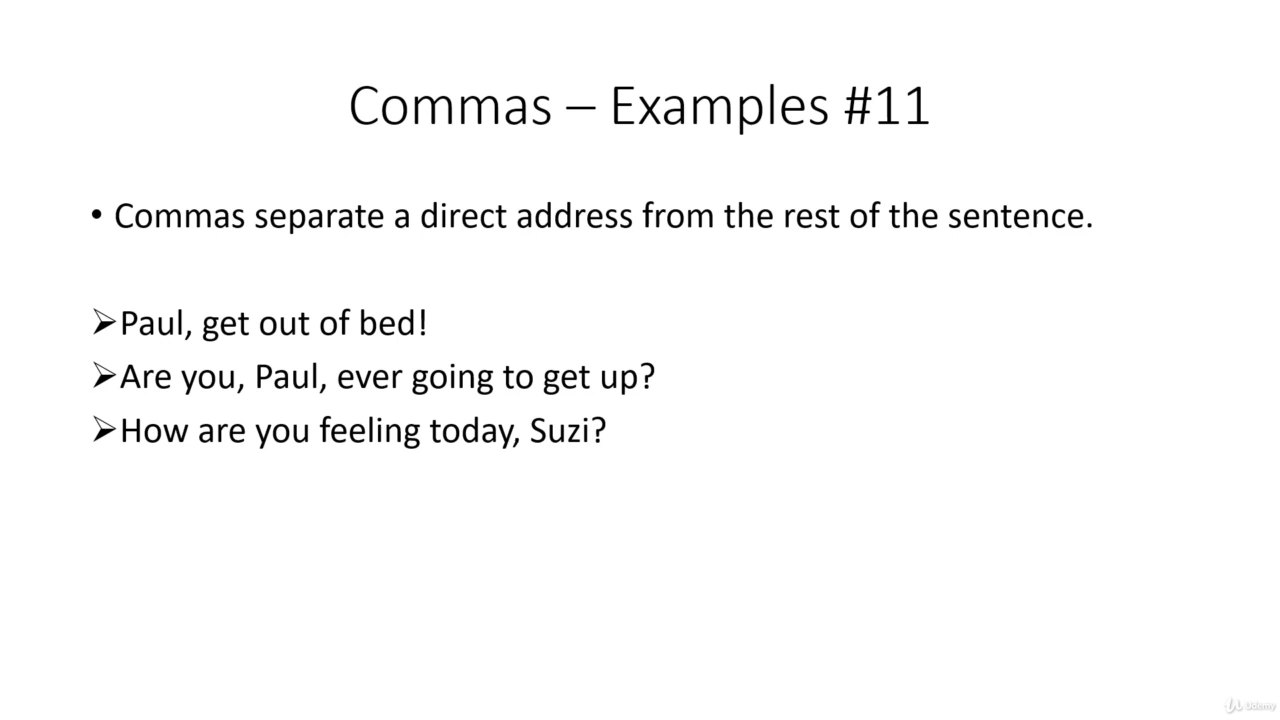 Commas – Examples #11
• Commas separate a direct address from the rest of the sentence.
➢Paul, get out of bed!
➢Are you, Paul, ever going to get up?
➢How are you feeling today, Suzi?
Udemy